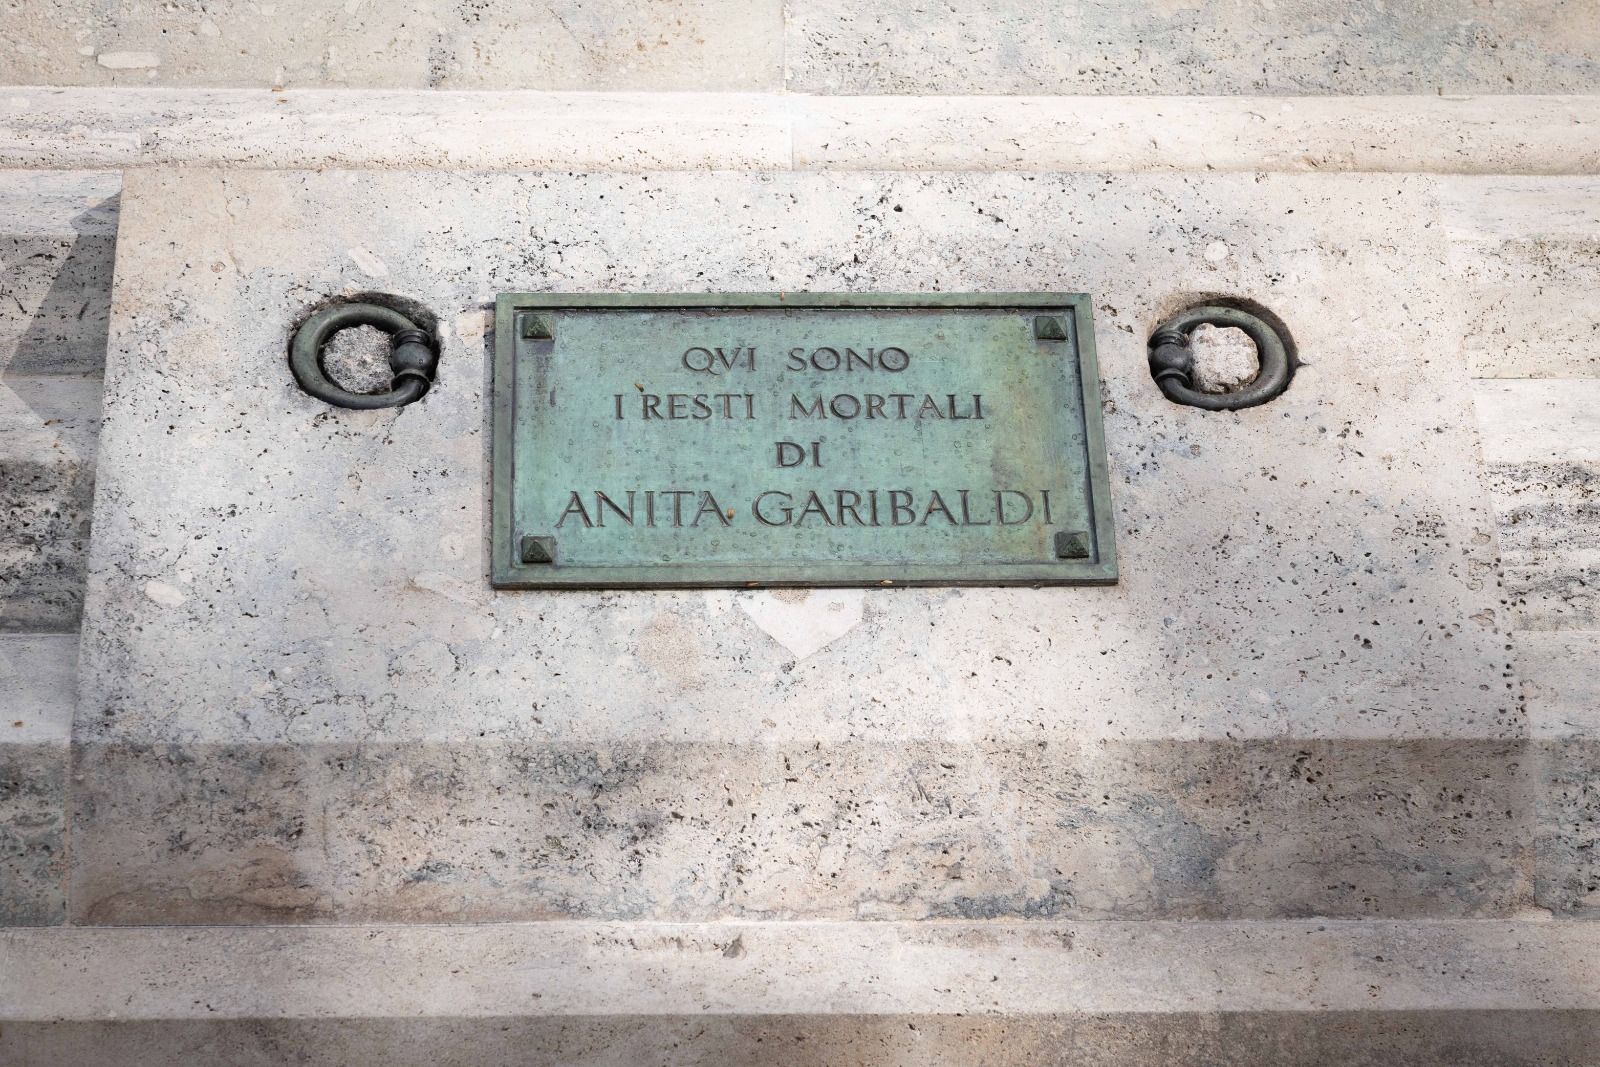 QVI SONO
I RESTI MORTALI
DI
ANITA GARIBALDI